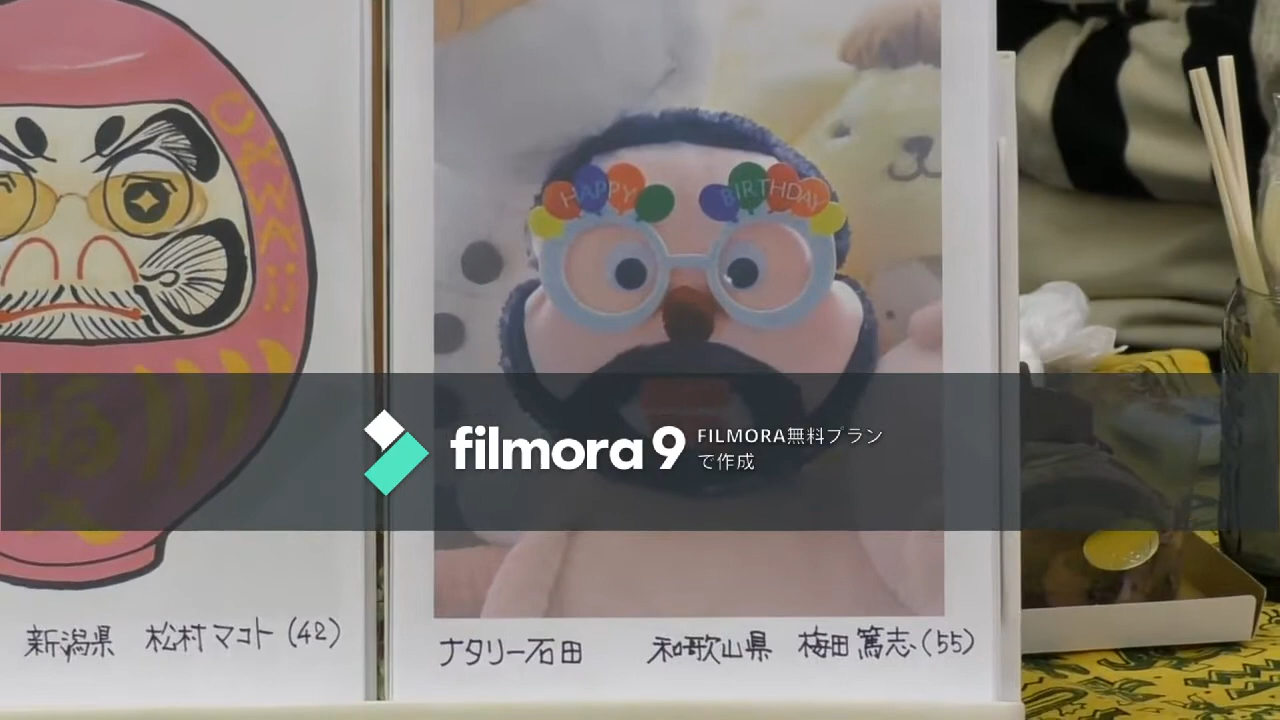 HAPPY BIRTHDAY
filmora9 FILMORA無料プラン
で作成
新潟県 松村マコト(42)
ナタリー石田 和歌山県 梅田篤志(55)